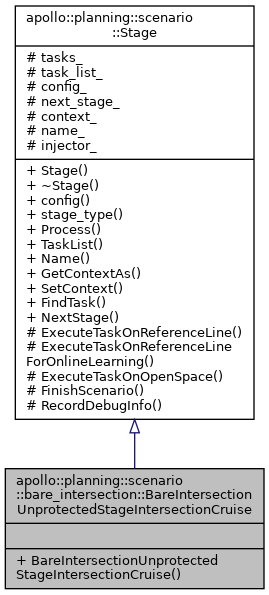 apollo::planning::scenario
::Stage
# tasks_
# task_list_
# config_
# next_stage_
# context_
# name_
# injector_
+ Stage()
+ ~Stage()
+ config()
+ stage_type()
+ Process()
+ TaskList()
+ Name()
+ GetContextAs()
+ SetContext()
+ FindTask()
+ NextStage()
# ExecuteTaskOnReferenceLine()
# ExecuteTaskOnReferenceLine
ForOnlineLearning()
# ExecuteTaskOnOpenSpace()
# FinishScenario()
# RecordDebugInfo()
apollo::planning::scenario
::bare_intersection::BareIntersection
UnprotectedStageIntersectionCruise
+ BareIntersectionUnprotected
StageIntersectionCruise()